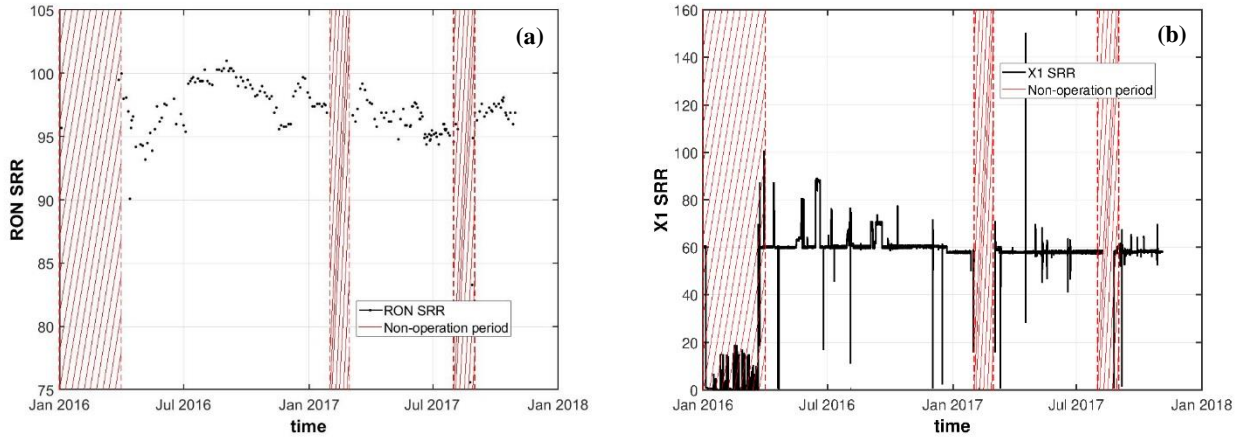 105
100
95
90
85
80
75
RON SRR
(a)
RON SRR
Non-operation period
Jan 2016
Jul 2016
Jan 2017
Jul 2017
Jan 2018
time
160
140
120
100
80
60
40
20
0
X1 SRR
(b)
X1 SRR
Non-operation period
Jan 2016
Jul 2016
Jan 2017
Jul 2017
Jan 2018
time